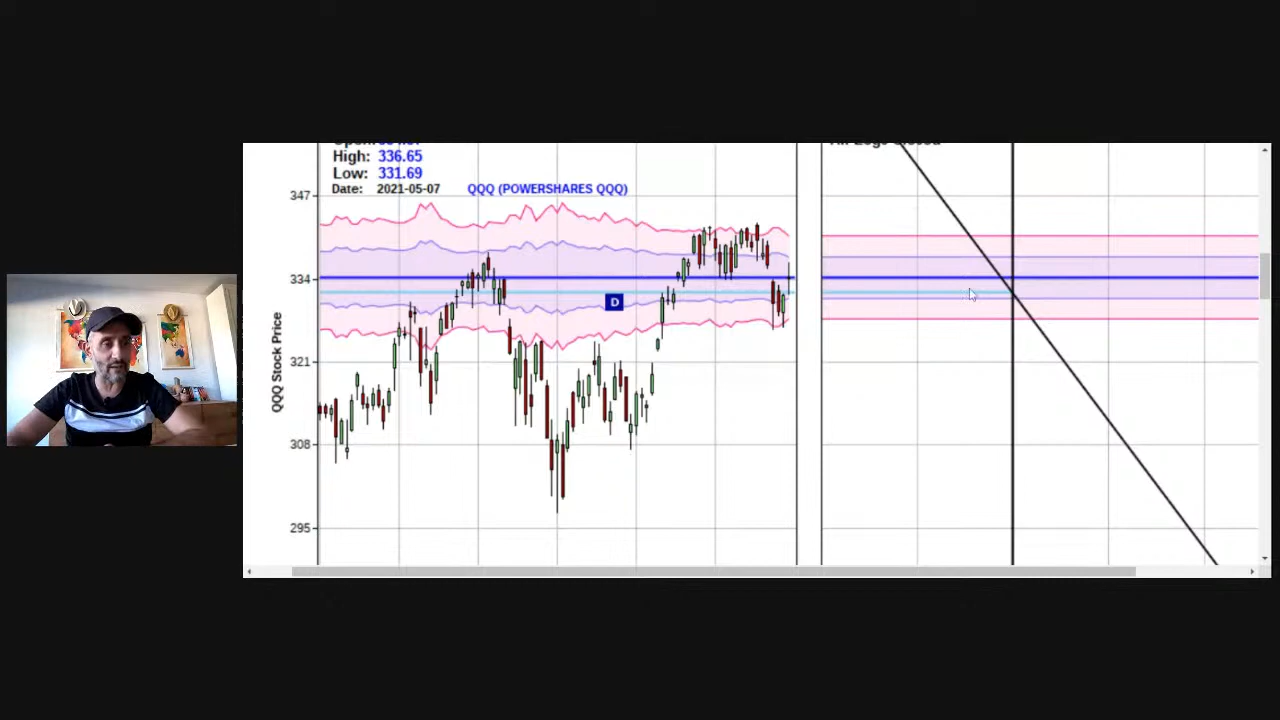 High: 336.65
Low: 331.69
Date: 2021-05-07 QQQ (POWERSHARES QQQ)
347
334
321
308
295
QQQ Stock Price
D